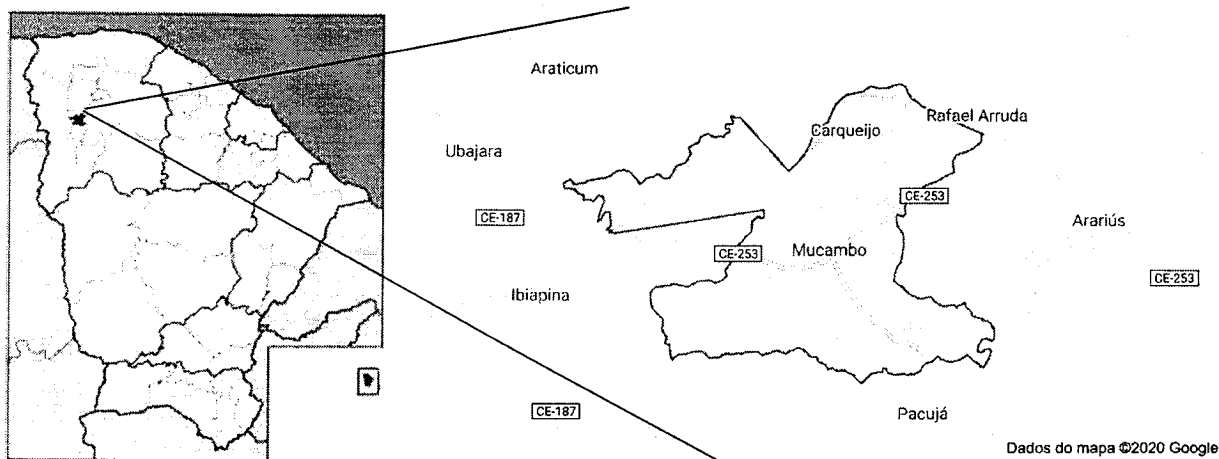 Araticum
Carqueijo
Rafael Arruda
Ubajara
CE-253
CE-187
Arariús
Mucambo
CE-253
CE-253
Ibiapina
CE-187
Pacujá
Dados do mapa ©2020 Google